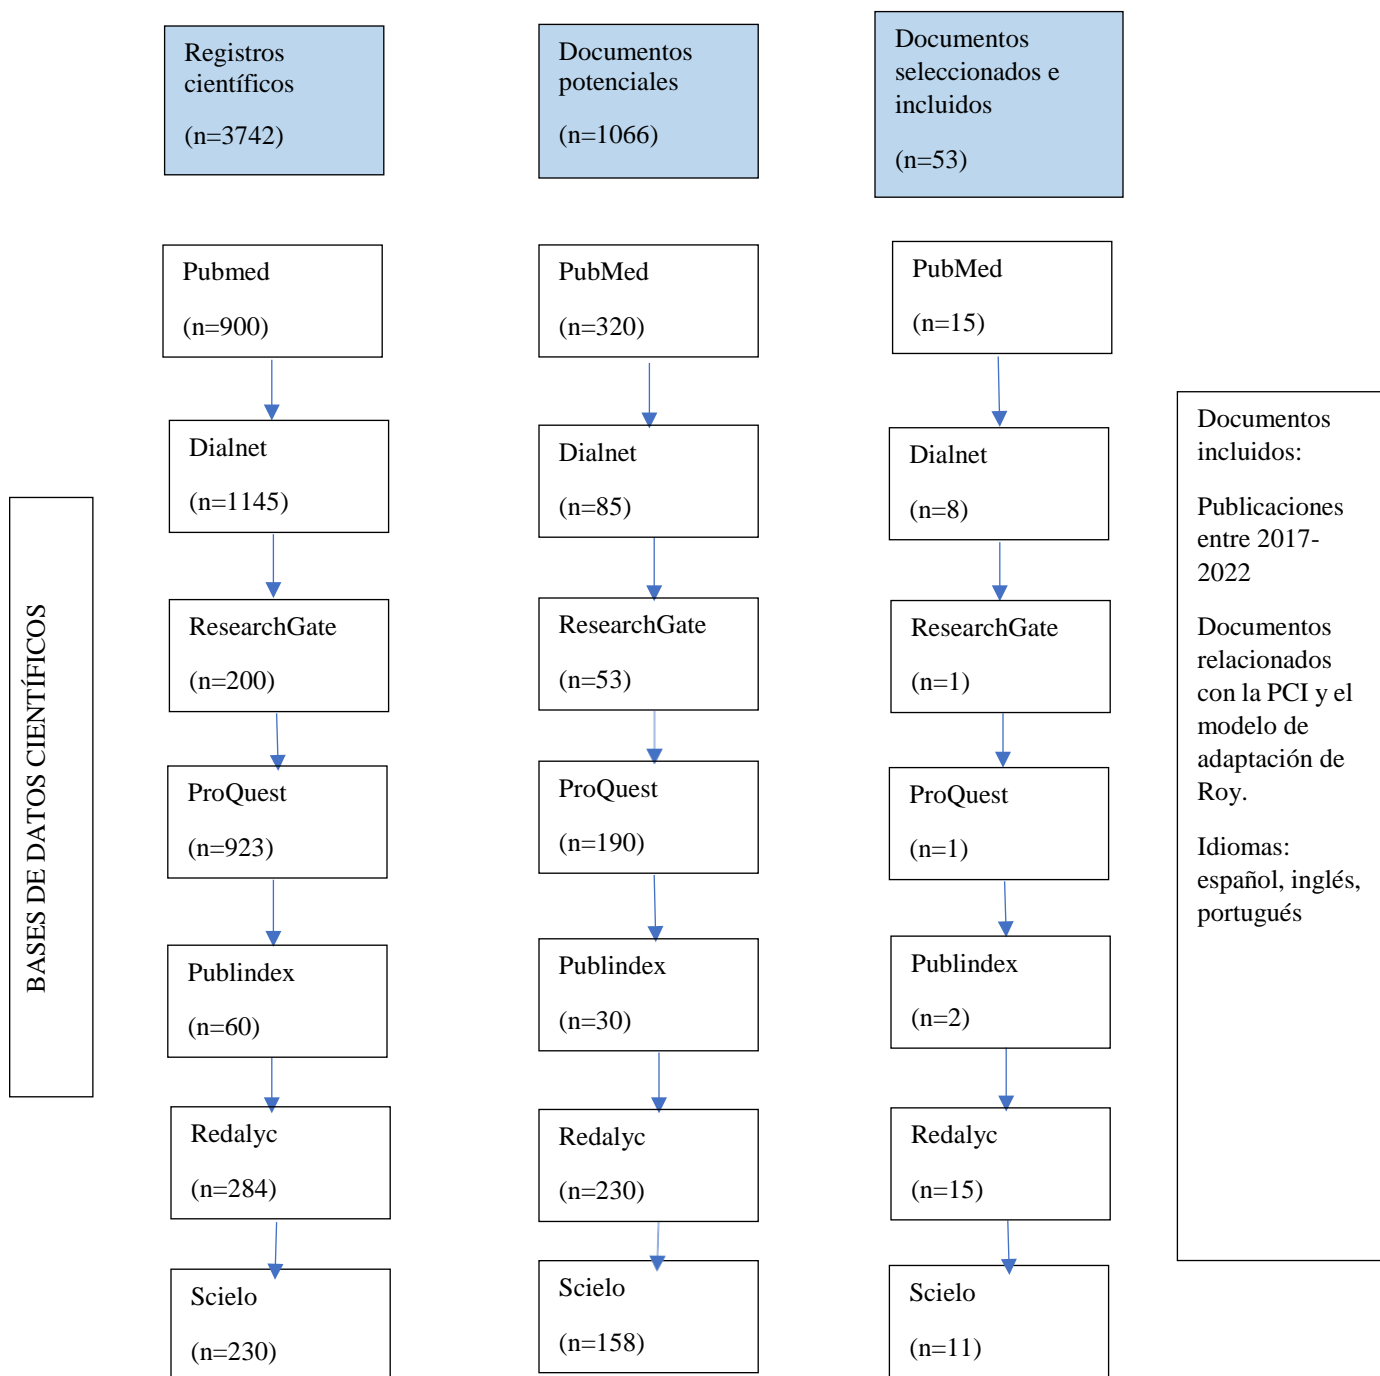 Registros
científicos
(n=3742)
Documentos
potenciales
(n=1066)
Documentos
seleccionados e
incluidos
(n=53)
BASES DE DATOS CIENTÍFICOS
Pubmed
(n=900)
Dialnet
(n=1145)
ResearchGate
(n=200)
ProQuest
(n=923)
Publindex
(n=60)
Redalyc
(n=284)
Scielo
(n=230)
PubMed
(n=320)
Dialnet
(n=85)
ResearchGate
(n=53)
ProQuest
(n=190)
Publindex
(n=30)
Redalyc
(n=230)
Scielo
(n=158)
PubMed
(n=15)
Dialnet
(n=8)
ResearchGate
(n=1)
ProQuest
(n=1)
Publindex
(n=2)
Redalyc
(n=15)
Scielo
(n=11)
Documentos
incluidos:
Publicaciones
entre 2017-
2022
Documentos
relacionados
con la PCI y el
modelo de
adaptación de
Roy.
Idiomas:
español, inglés,
portugués